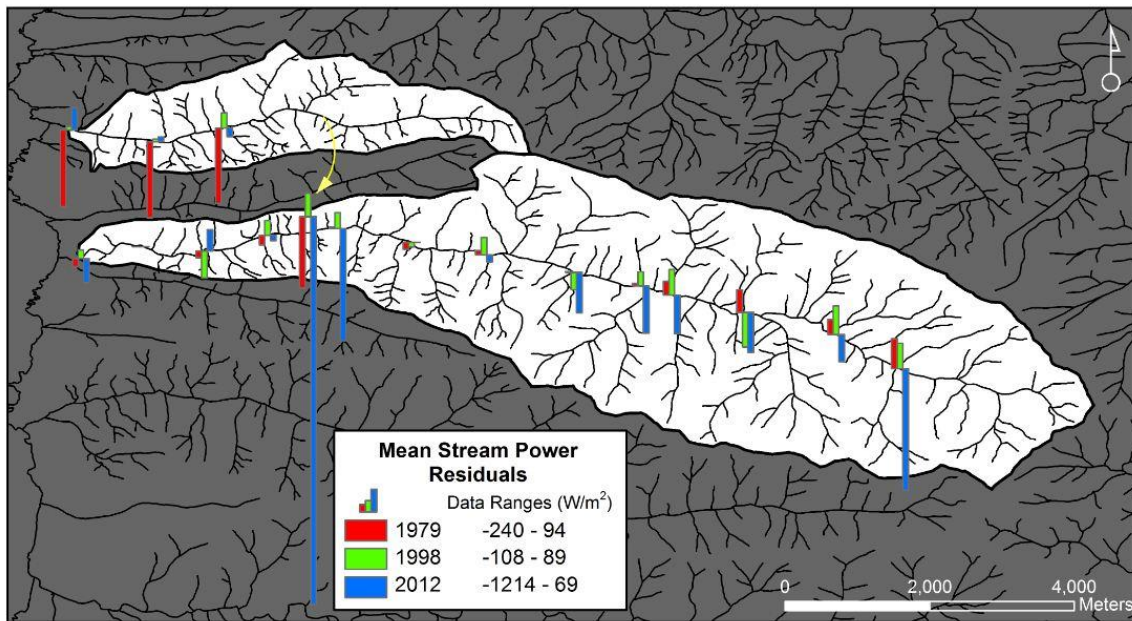 Mean Stream Power
Residuals
Data Ranges (W/m²)
1979 -240 - 94
1998 -108 - 89
2012 -1214 - 69
0 2,000 4,000
Meters